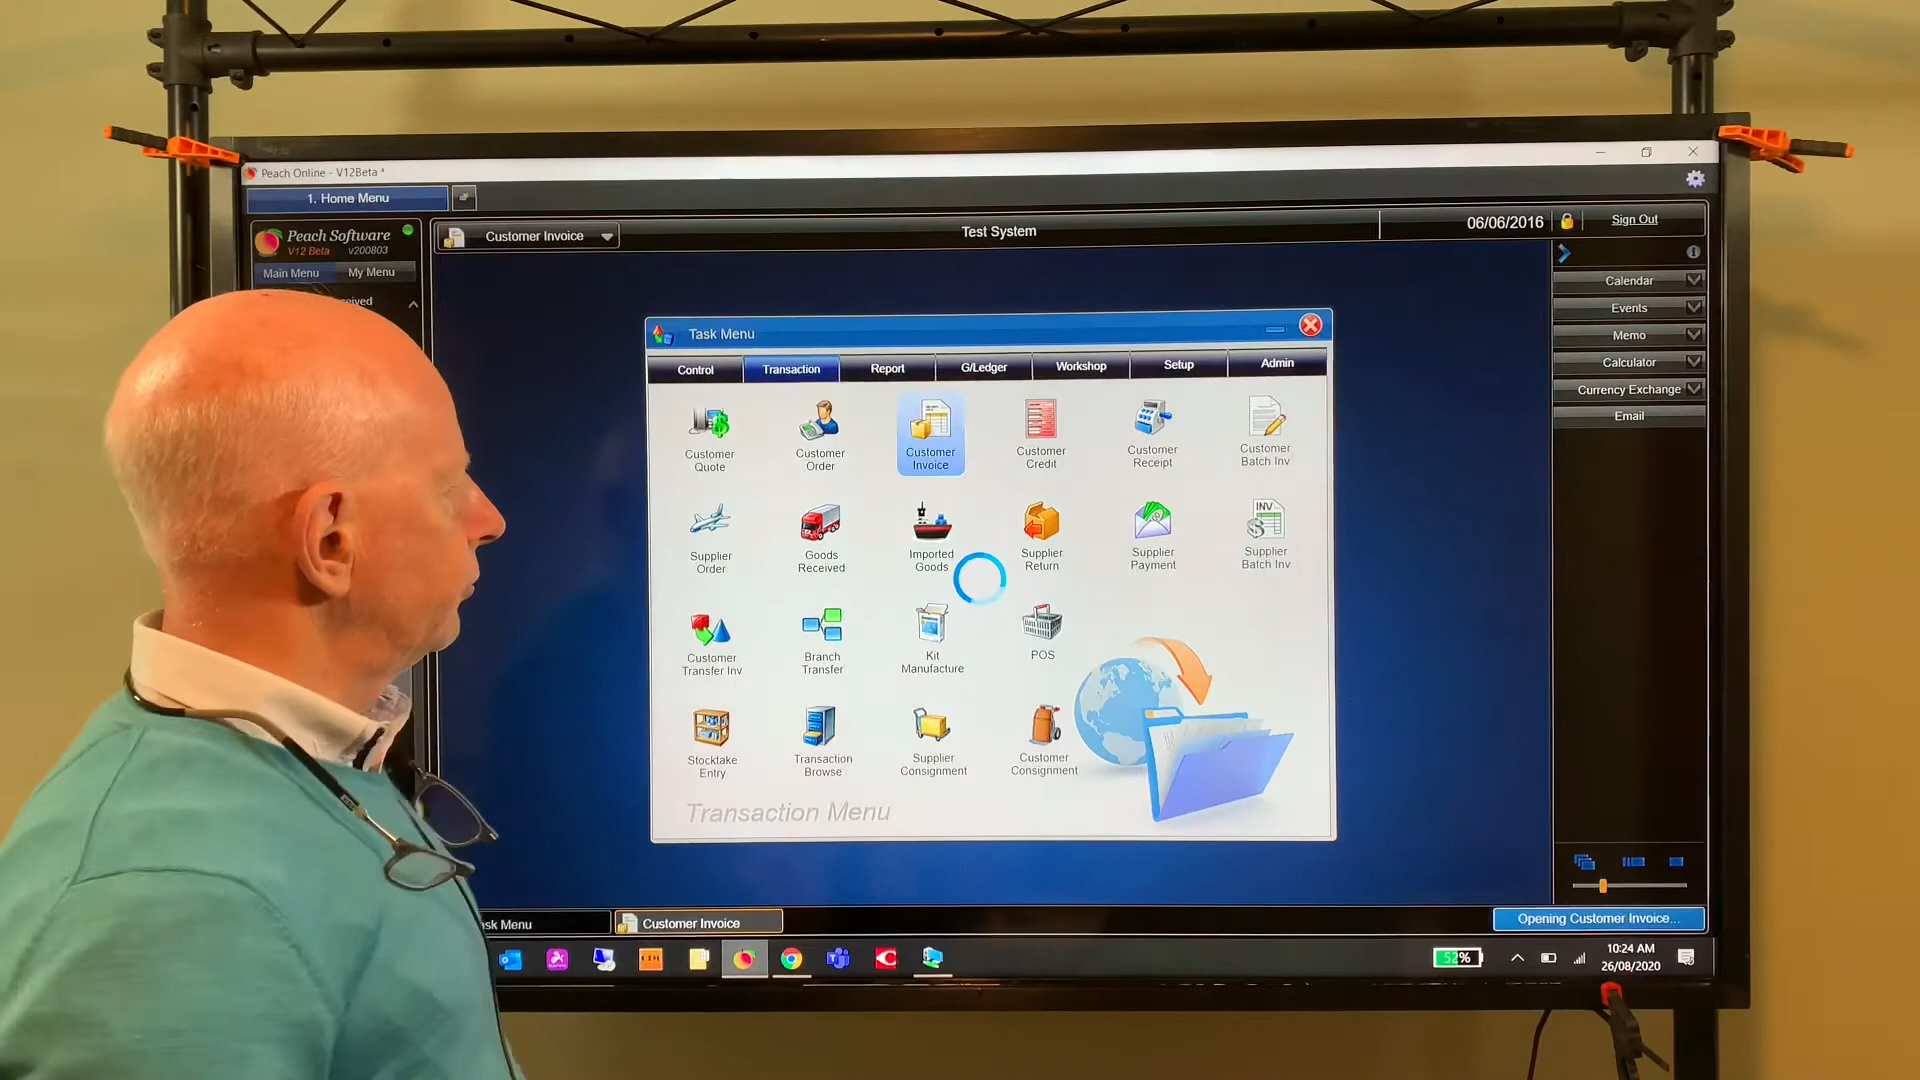 Peach Online - V12Beta *
1. Home Menu
Peach Software
V12 Beta v200803
Main Menu My Menu
Customer Invoice
Test System
06/06/2016
Sign Out
Calendar
Events
Memo
Calculator
Currency Exchange
Email
Task Menu
Control Transaction Report G/Ledger Workshop Setup Admin
Customer
Quote
Customer
Order
Customer
Invoice
Customer
Credit
Customer
Receipt
Customer
Batch Inv
Supplier
Order
Goods
Received
Imported
Goods
Supplier
Return
Supplier
Payment
INV
Supplier
Batch Inv
Customer
Transfer Inv
Branch
Transfer
Kit
Manufacture
POS
Stocktake
Entry
Transaction
Browse
Supplier
Consignment
Customer
Consignment
Transaction Menu
Menu
Customer Invoice
Opening Customer Invoice...
52%
10:24 AM
26/08/2020